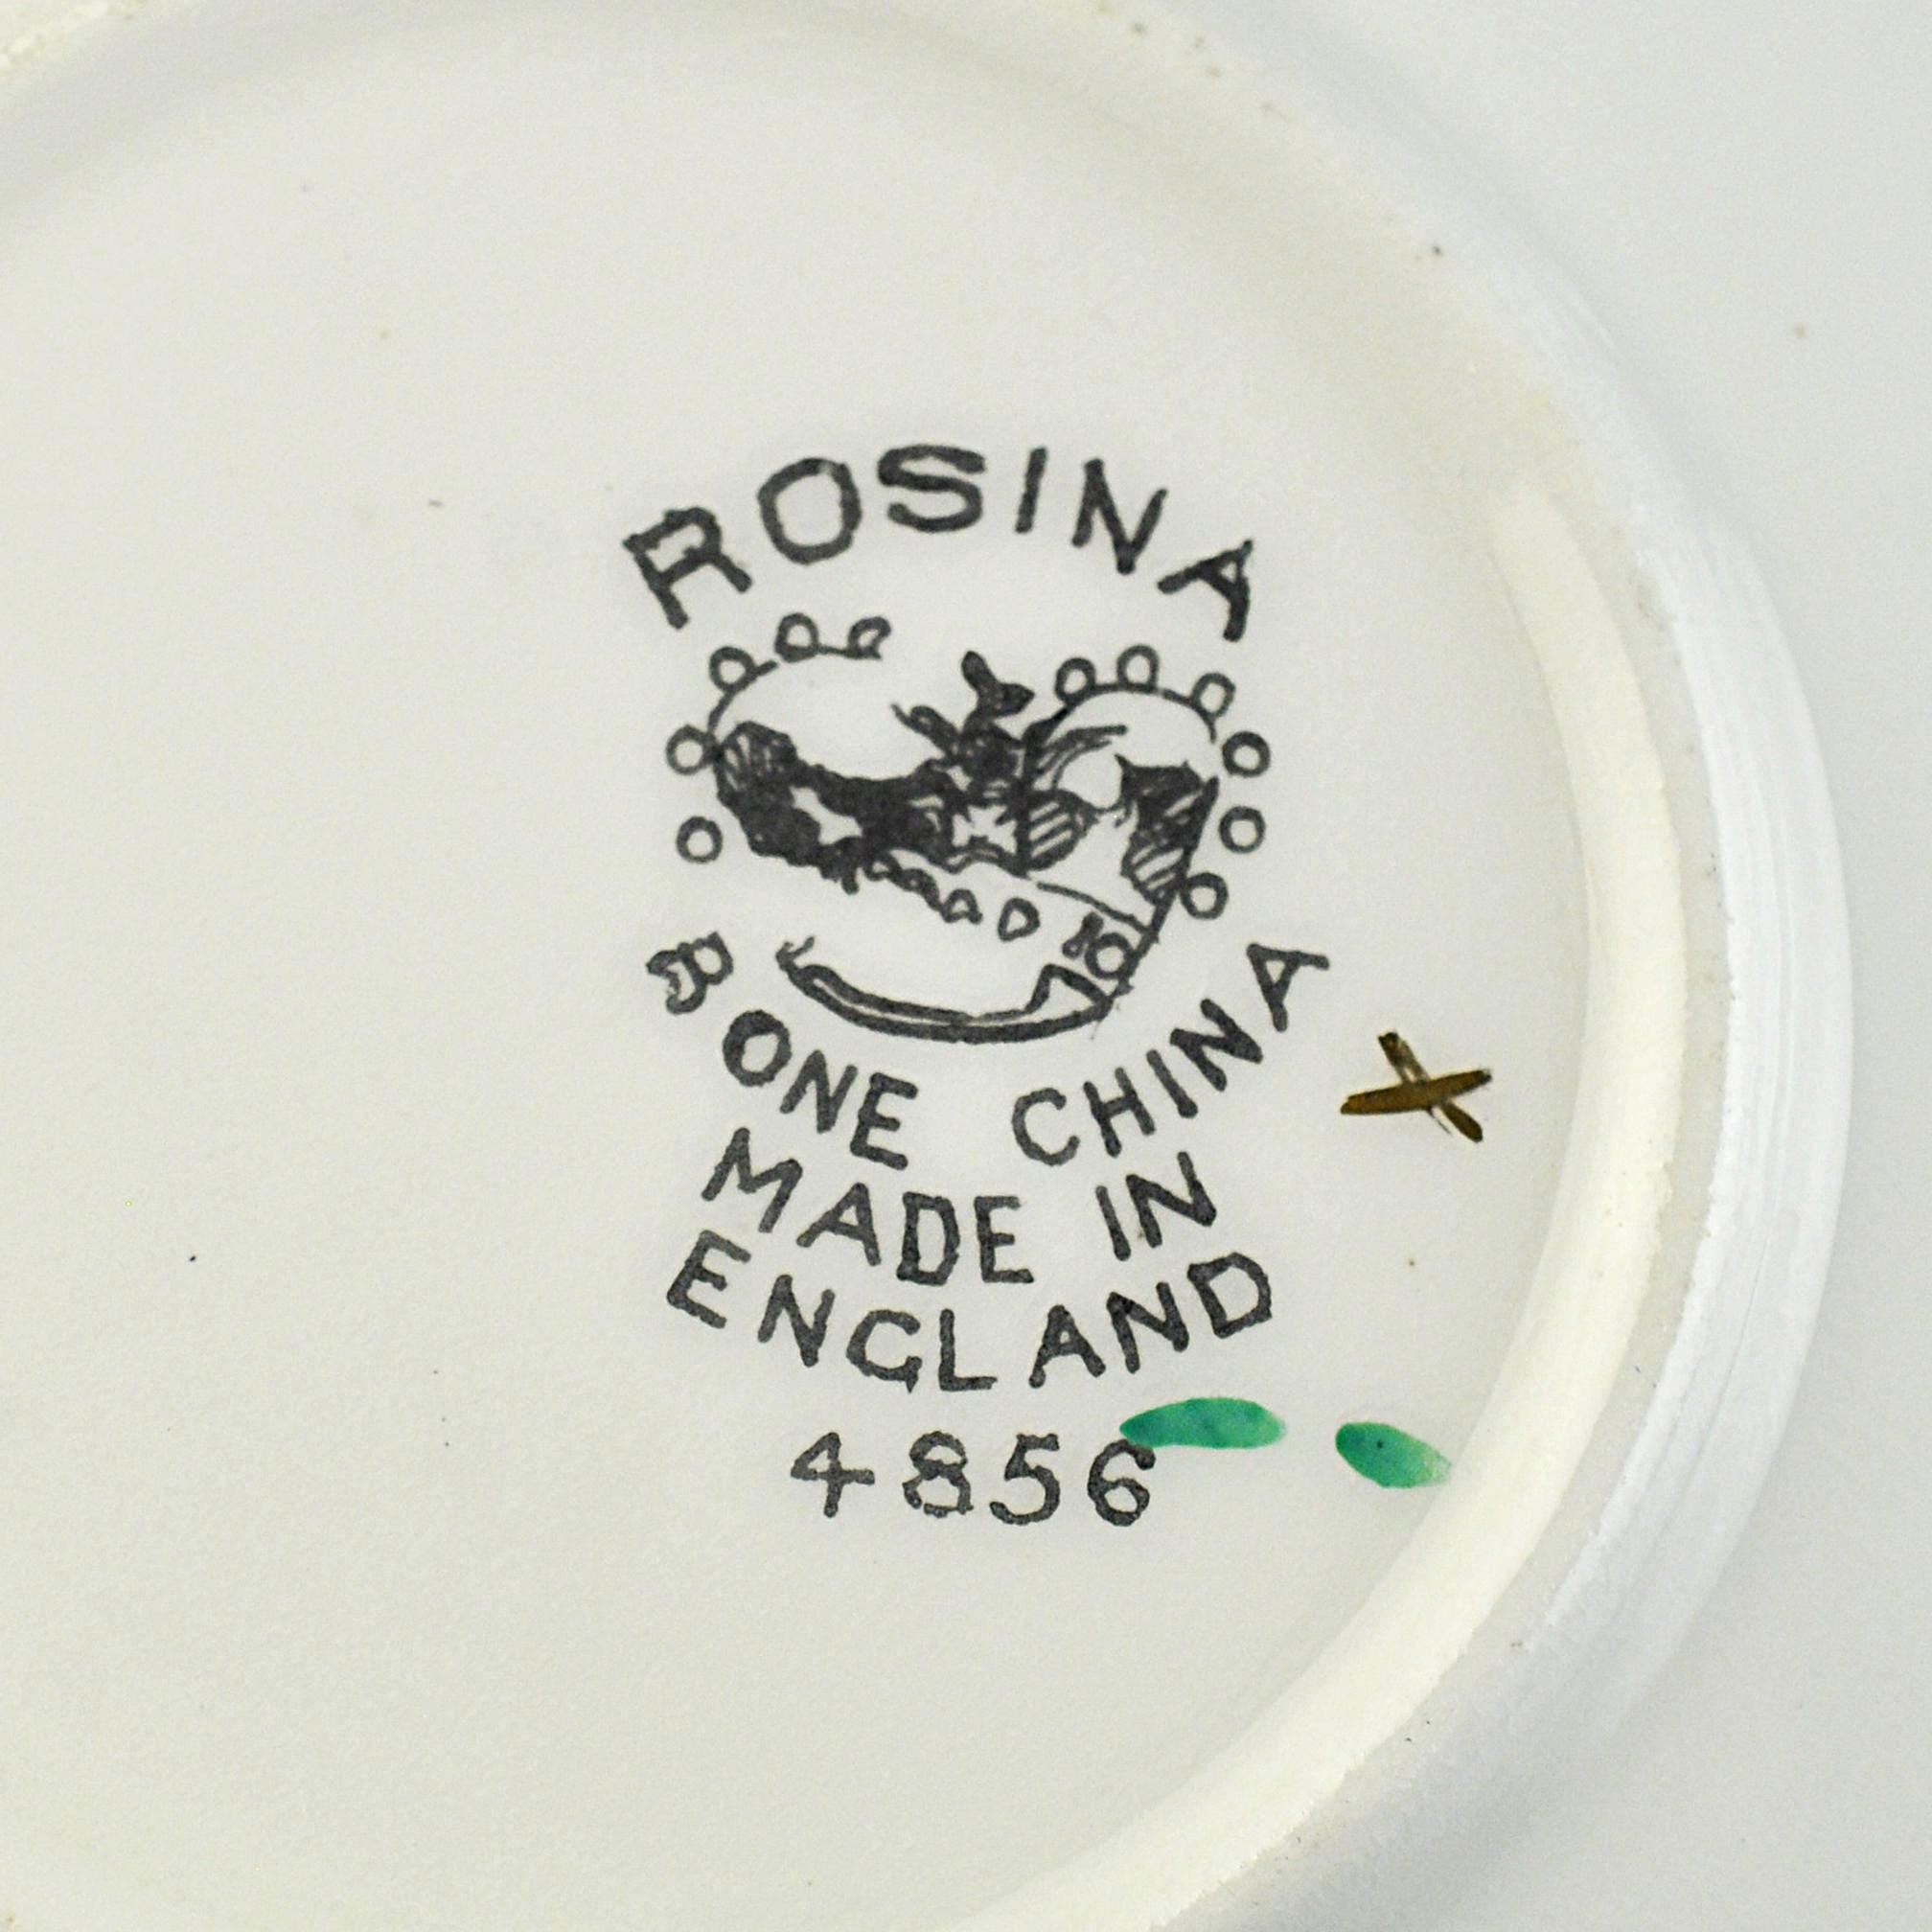 ROSINA
BONE CHINA
MADE IN
ENGLAND
4856